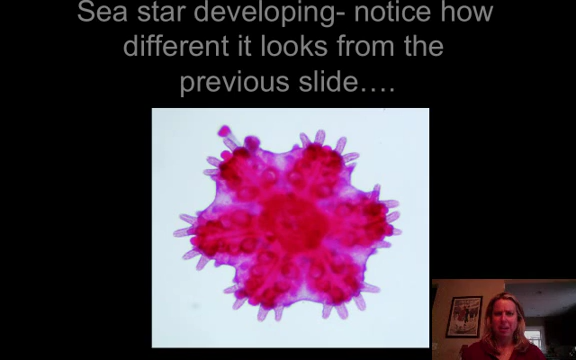 Sea star developing- notice how
different it looks from the
previous slide….